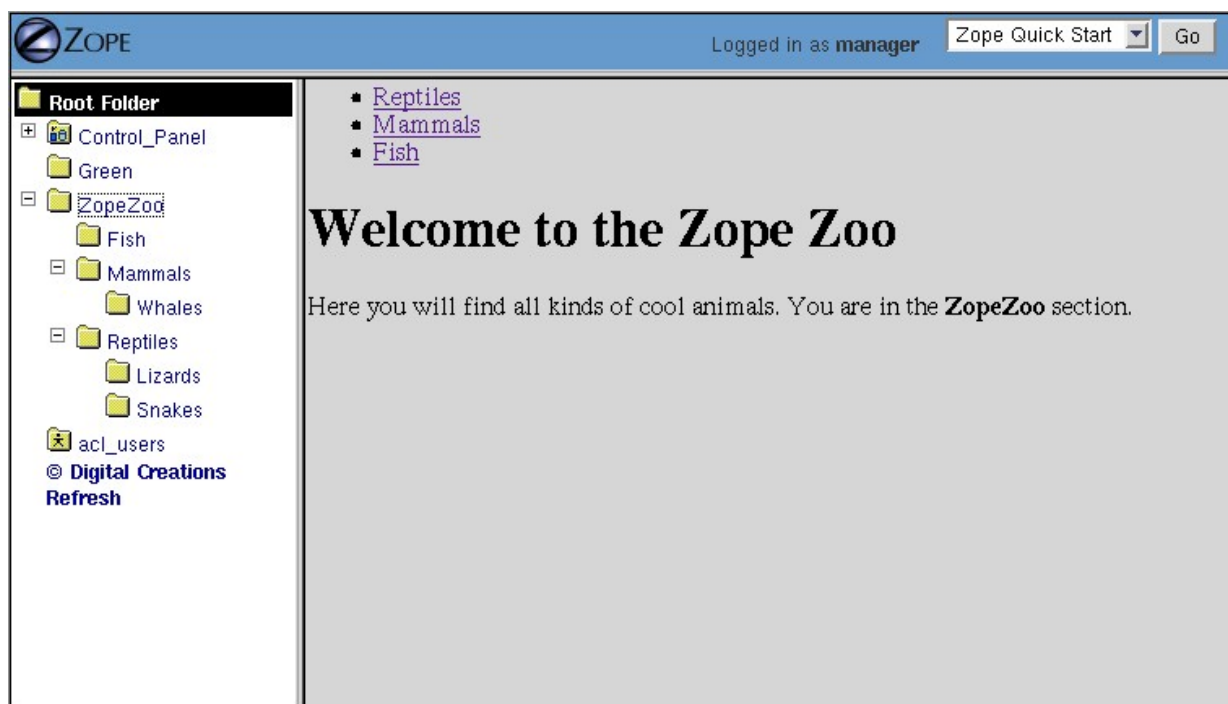 ZOPE
Logged in as manager
Zope Quick Start
Go
Root Folder
Control_Panel
Green
ZopeZoo
Fish
Mammals
Whales
Reptiles
Lizards
Snakes
acl_users
© Digital Creations
Refresh
Reptiles
Mammals
Fish
Welcome to the Zope Zoo
Here you will find all kinds of cool animals. You are in the ZopeZoo section.